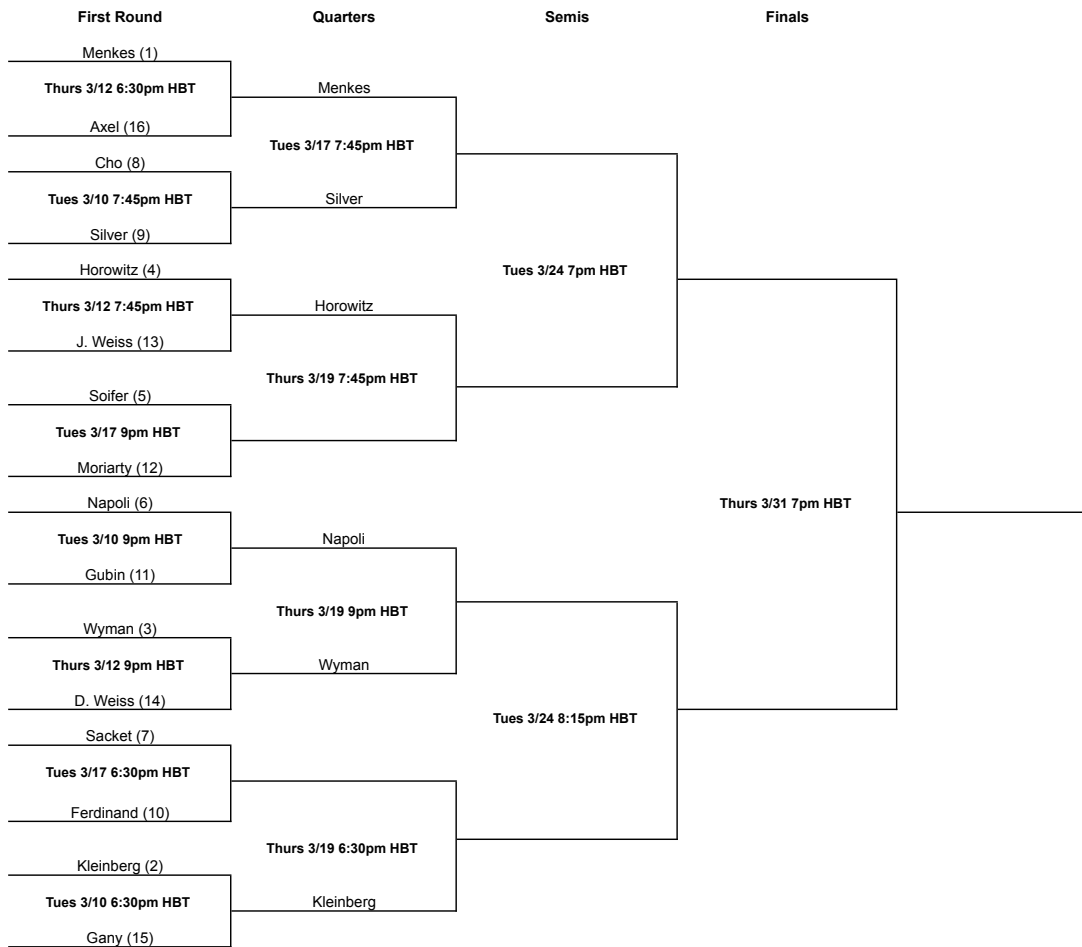 First Round
Quarters
Semis
Finals
Menkes (1)
Thurs 3/12 6:30pm HBT
Menkes
Axel (16)
Tues 3/17 7:45pm HBT
Cho (8)
Tues 3/10 7:45pm HBT
Silver
Silver (9)
Horowitz (4)
Tues 3/24 7pm HBT
Thurs 3/12 7:45pm HBT
Horowitz
J. Weiss (13)
Thurs 3/19 7:45pm HBT
Soifer (5)
Tues 3/17 9pm HBT
Moriarty (12)
Napoli (6)
Thurs 3/31 7pm HBT
Tues 3/10 9pm HBT
Napoli
Gubin (11)
Thurs 3/19 9pm HBT
Wyman (3)
Thurs 3/12 9pm HBT
Wyman
D. Weiss (14)
Tues 3/24 8:15pm HBT
Sacket (7)
Tues 3/17 6:30pm HBT
Ferdinand (10)
Thurs 3/19 6:30pm HBT
Kleinberg (2)
Tues 3/10 6:30pm HBT
Kleinberg
Gany (15)